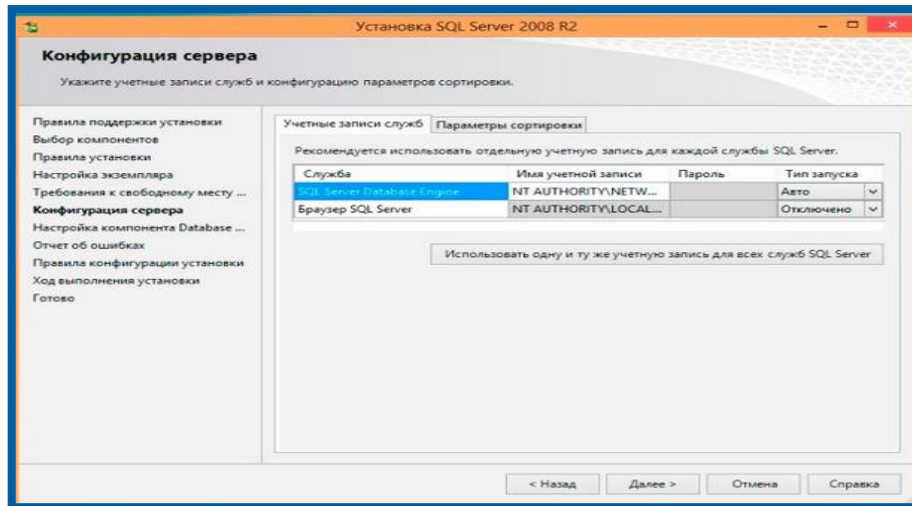 Установка SQL Server 2008 R2
Конфигурация сервера
Укажите учетные записи служб и конфигурацию параметров сортировки.
Правила поддержки установки
Выбор компонентов
Правила установки
Настройка экземпляра
Требования к свободному месту ...
Конфигурация сервера
Настройка компонента Database ...
Отчет об ошибках
Правила конфигурации установки
Ход выполнения установки
Готово
Учетные записи служб Параметры сортировки
Рекомендуется использовать отдельную учетную запись для каждой службы SQL Server.
Служба Имя учетной записи Пароль Тип запуска
SQL Server Database Engine NT AUTHORITY\NETW... Авто
Браузер SQL Server NT AUTHORITY\LOCAL... Отключено
Использовать одну и ту же учетную запись для всех служб SQL Server
< Назад Далее > Отмена Справка